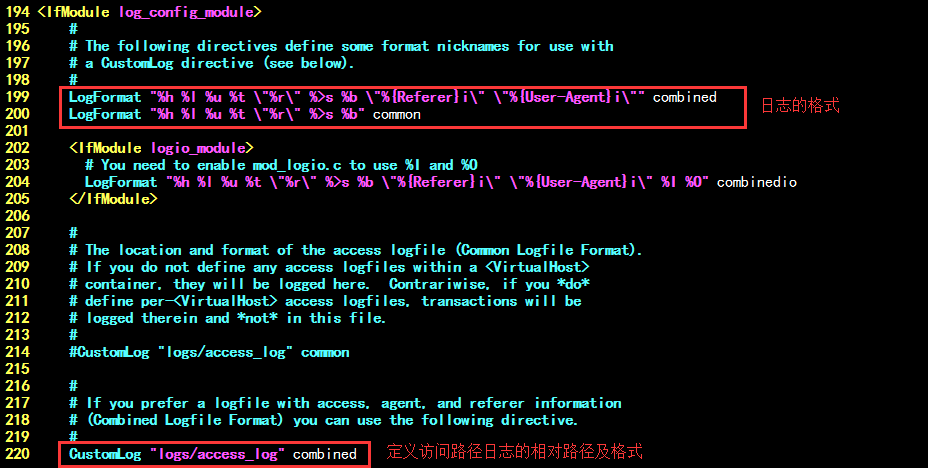 194 <IfModule log_config_module>
195     #
196     # The following directives define some format nicknames for use with
197     # a CustomLog directive (see below).
198     #
199     LogFormat "%h %l %u %t \"%r\" %>s %b \"%{Referer}i\" \"%{User-Agent}i\"" combined
200     LogFormat "%h %l %u %t \"%r\" %>s %b" common
日志的格式
201
202     <IfModule logio_module>
203       # You need to enable mod_logio.c to use %I and %O
204       LogFormat "%h %l %u %t \"%r\" %>s %b \"%{Referer}i\" \"%{User-Agent}i\" %I %O" combinedio
205     </IfModule>
206
207     #
208     # The location and format of the access logfile (Common Logfile Format).
209     # If you do not define any access logfiles within a <VirtualHost>
210     # container, they will be logged here.  Contrariwise, if you *do*
211     # define per-<VirtualHost> access logfiles, transactions will be
212     # logged therein and *not* in this file.
213     #
214     #CustomLog "logs/access_log" common
215
216     #
217     # If you prefer a logfile with access, agent, and referer information
218     # (Combined Logfile Format) you can use the following directive.
219     #
220     CustomLog "logs/access_log" combined
定义访问路径日志的相对路径及格式